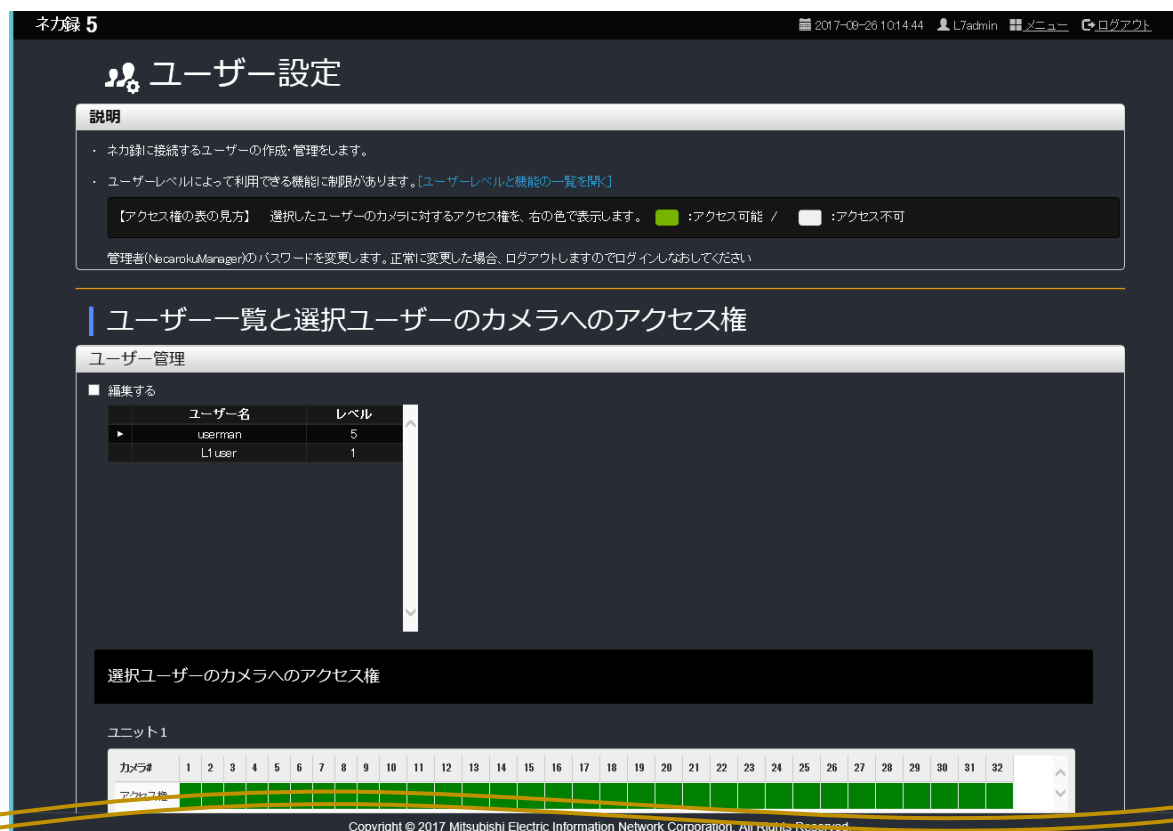 ネカ録 5 2017-09-26 10:14:44 L7admin メニュー ログアウト
ユーザー設定
説明
・ ネカ録に接続するユーザーの作成・管理をします。
・ ユーザーレベルによって利用できる機能に制限があります。[ユーザーレベルと機能の一覧を開く]
【アクセス権の表の見方】 選択したユーザーのカメラに対するアクセス権を、右の色で表示します。 :アクセス可能 / :アクセス不可
管理者(NecarokuManager)のパスワードを変更します。正常に変更した場合、ログアウトしますのでログインしなおしてください
ユーザー一覧と選択ユーザーのカメラへのアクセス権
ユーザー管理
編集する
ユーザー名 レベル
userman 5
L1user 1
選択ユーザーのカメラへのアクセス権
ユニット1
カメラ# 1 2 3 4 5 6 7 8 9 10 11 12 13 14 15 16 17 18 19 20 21 22 23 24 25 26 27 28 29 30 31 32
アクセス権
Copyright © 2017 Mitsubishi Electric Information Network Corporation. All Rights Reserved.